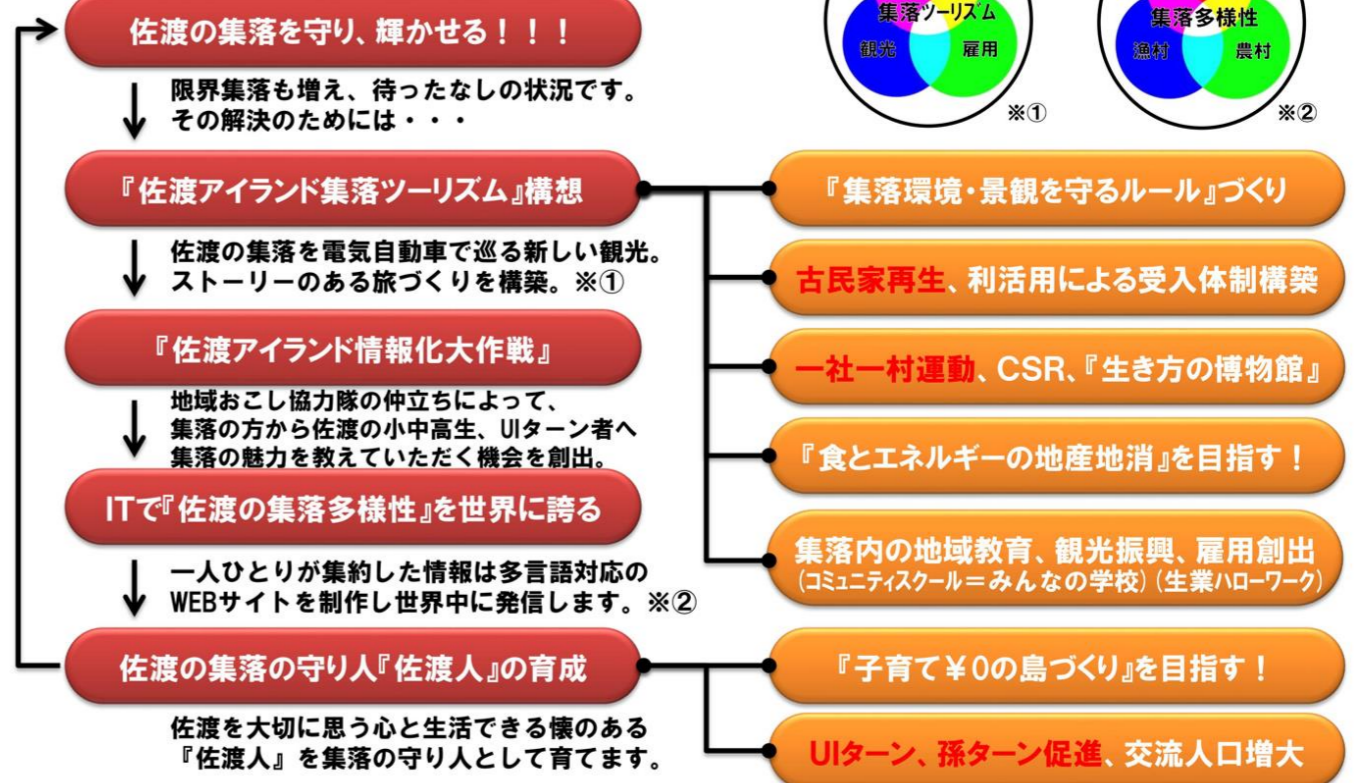 佐渡の集落を守り、輝かせる！！！
限界集落も増え、待ったなしの状況です。
その解決のためには・・・
『佐渡アイランド集落ツーリズム』構想
佐渡の集落を電気自動車で巡る新しい観光。
ストーリーのある旅づくりを構築。※①
『佐渡アイランド情報化大作戦』
地域おこし協力隊の仲立ちによって、
集落の方から佐渡の小中高生、UIターン者へ
集落の魅力を教えていただく機会を創出。
ITで『佐渡の集落多様性』を世界に誇る
一人ひとりが集約した情報は多言語対応の
WEBサイトを制作し世界中に発信します。※②
佐渡の集落の守り人『佐渡人』の育成
佐渡を大切に思う心と生活できる懐のある
『佐渡人』を集落の守り人として育てます。
集落ツーリズム
観光
雇用
※①
集落多様性
漁村
農村
※②
『集落環境・景観を守るルール』づくり
古民家再生、利活用による受入体制構築
一社一村運動、CSR、『生き方の博物館』
『食とエネルギーの地産地消』を目指す！
集落内の地域教育、観光振興、雇用創出
(コミュニティスクール＝みんなの学校)(生業ハローワーク)
『子育て¥0の島づくり』を目指す！
UIターン、孫ターン促進、交流人口増大